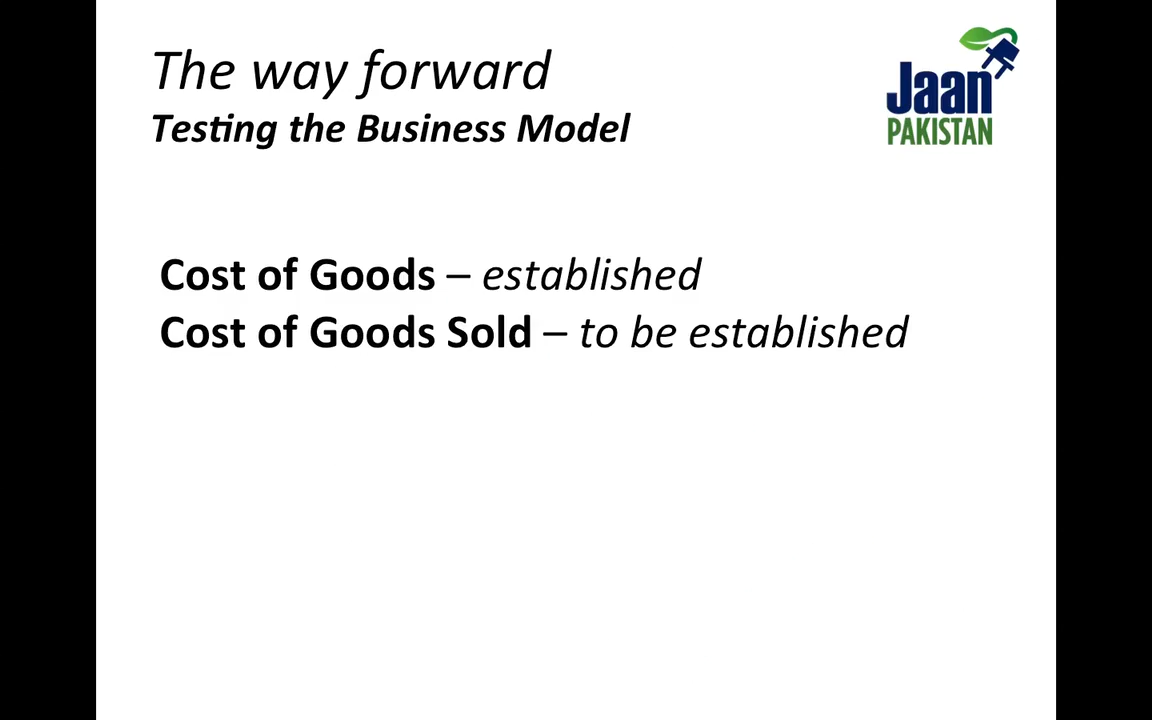 The way forward
Testing the Business Model
Jaan
PAKISTAN
Cost of Goods – established
Cost of Goods Sold – to be established